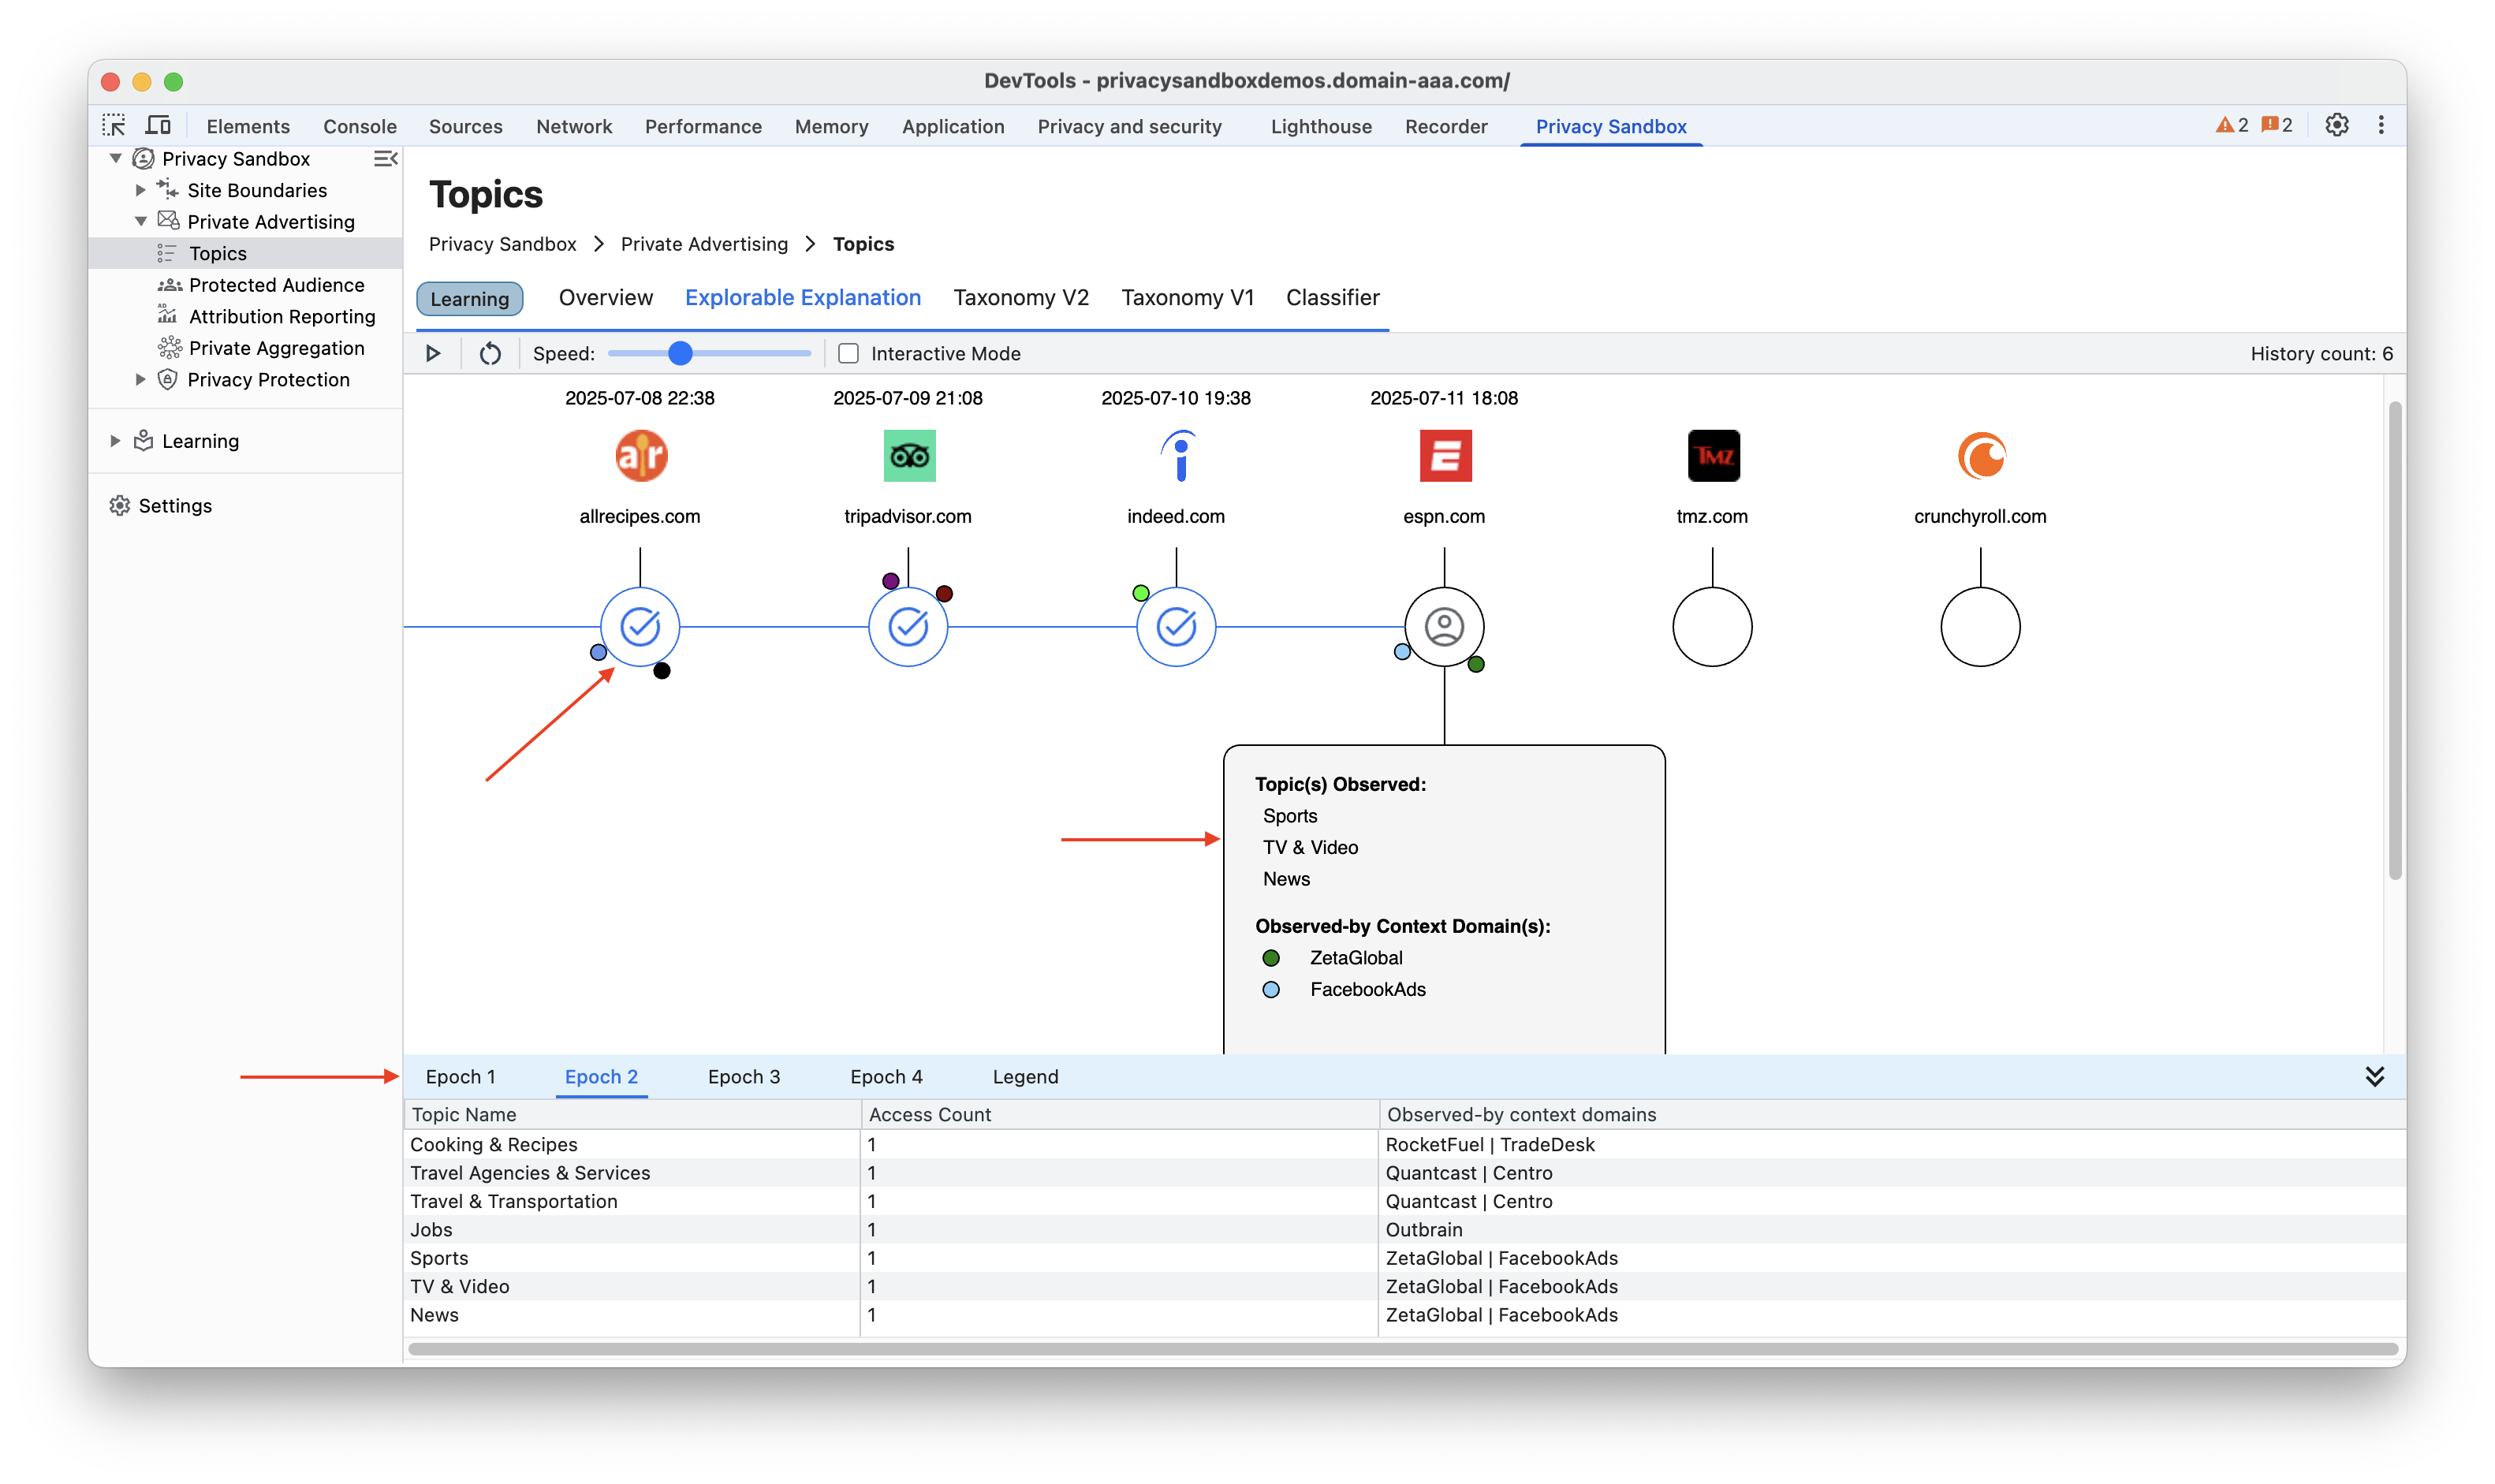 DevTools - privacysandboxdemos.domain-aaa.com/
Elements Console Sources Network Performance Memory Application Privacy and security Lighthouse Recorder Privacy Sandbox 2 2
Privacy Sandbox
Site Boundaries
Private Advertising
Topics
Protected Audience
Attribution Reporting
Private Aggregation
Privacy Protection
Learning
Settings
Topics
Privacy Sandbox > Private Advertising > Topics
Learning Overview Explorable Explanation Taxonomy V2 Taxonomy V1 Classifier
Speed: Interactive Mode History count: 6
2025-07-08 22:38 2025-07-09 21:08 2025-07-10 19:38 2025-07-11 18:08
ar E TMZ
allrecipes.com tripadvisor.com indeed.com espn.com tmz.com crunchyroll.com
Topic(s) Observed:
Sports
TV & Video
News
Observed-by Context Domain(s):
ZetaGlobal
FacebookAds
Epoch 1 Epoch 2 Epoch 3 Epoch 4 Legend
Topic Name Access Count Observed-by context domains
Cooking & Recipes 1 RocketFuel | TradeDesk
Travel Agencies & Services 1 Quantcast | Centro
Travel & Transportation 1 Quantcast | Centro
Jobs 1 Outbrain
Sports 1 ZetaGlobal | FacebookAds
TV & Video 1 ZetaGlobal | FacebookAds
News 1 ZetaGlobal | FacebookAds